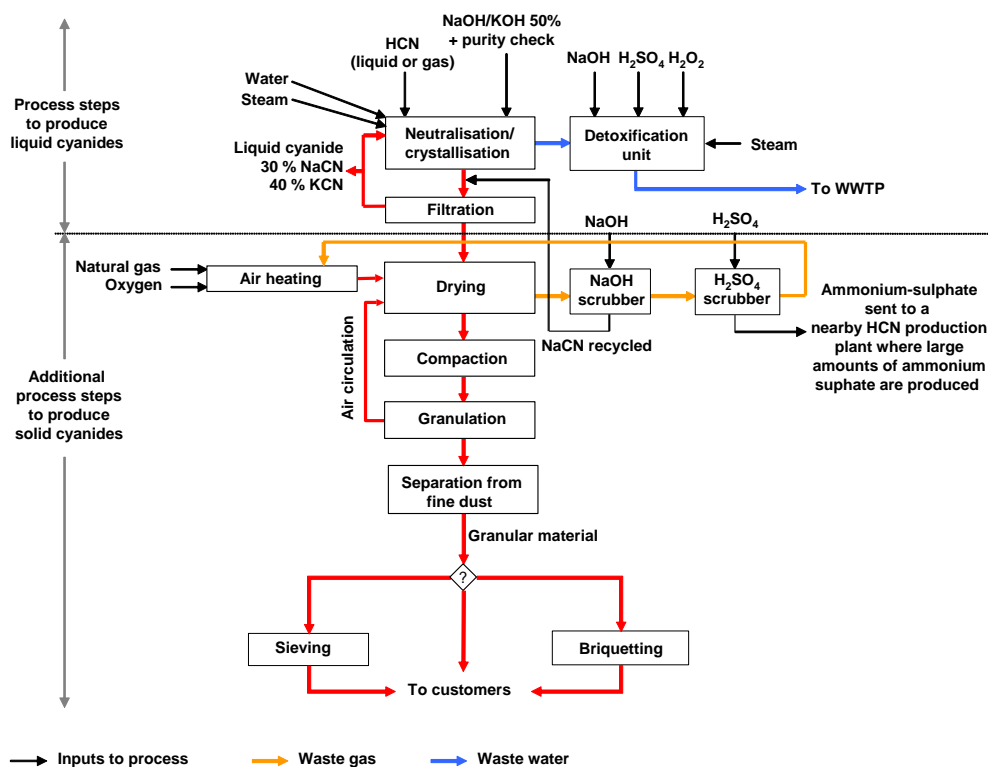 NaOH/KOH 50%
+ purity check
HCN
(liquid or gas)
NaOH
H2SO4
H2O2
Water
Steam
Process steps
to produce
liquid cyanides
Neutralisation/
crystallisation
Detoxification
unit
Steam
Liquid cyanide
30 % NaCN
40 % KCN
To WWTP
Filtration
NaOH
H2SO4
Natural gas
Oxygen
Air heating
Drying
NaOH
scrubber
H2SO4
scrubber
Ammonium-sulphate
sent to a
nearby HCN production
plant where large
amounts of ammonium
suphate are produced
NaCN recycled
Compaction
Air circulation
Additional
process steps
to produce
solid cyanides
Granulation
Separation from
fine dust
Granular material
?
Sieving
Briquetting
To customers
Inputs to process
Waste gas
Waste water